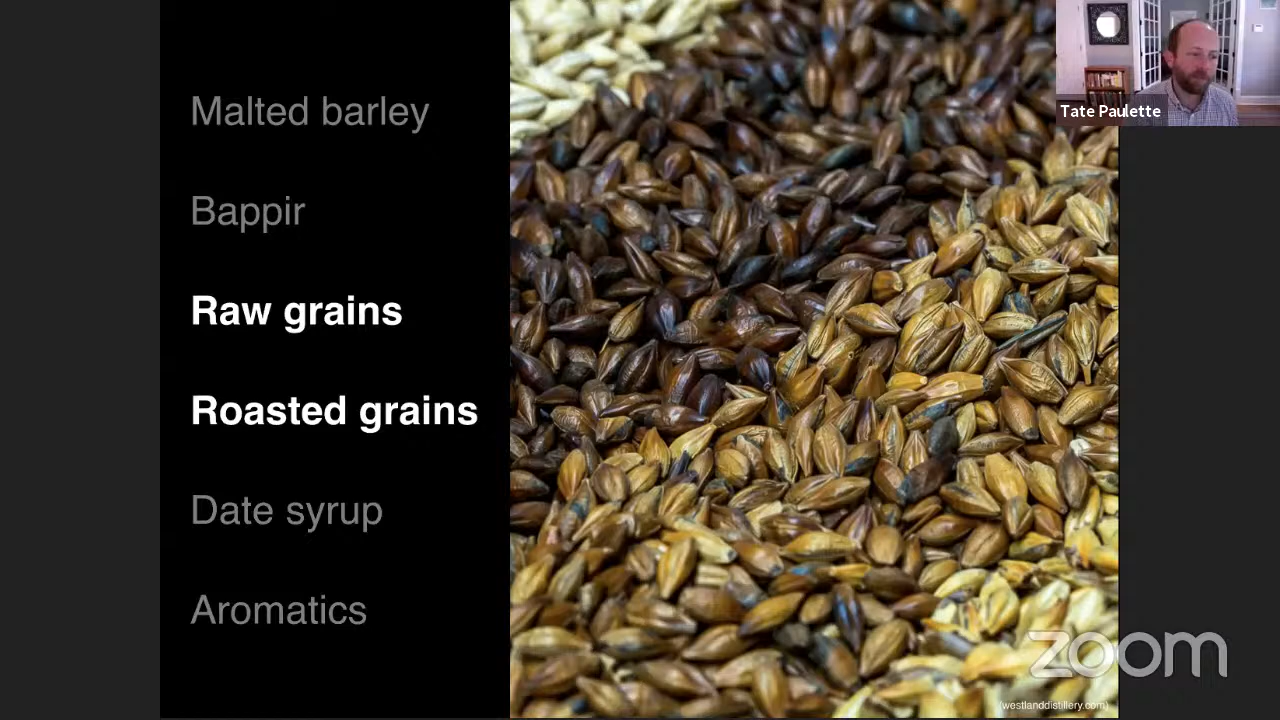 Malted barley
Bappir
Raw grains
Roasted grains
Date syrup
Aromatics
Tate Paulette
zoom
(westlanddistillery.com)